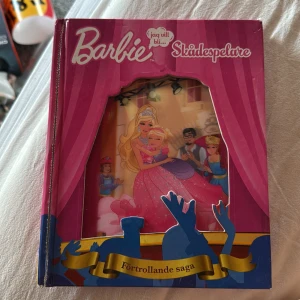 Barbie
jag vill
bli...
Skådespelare
Förtrollande saga